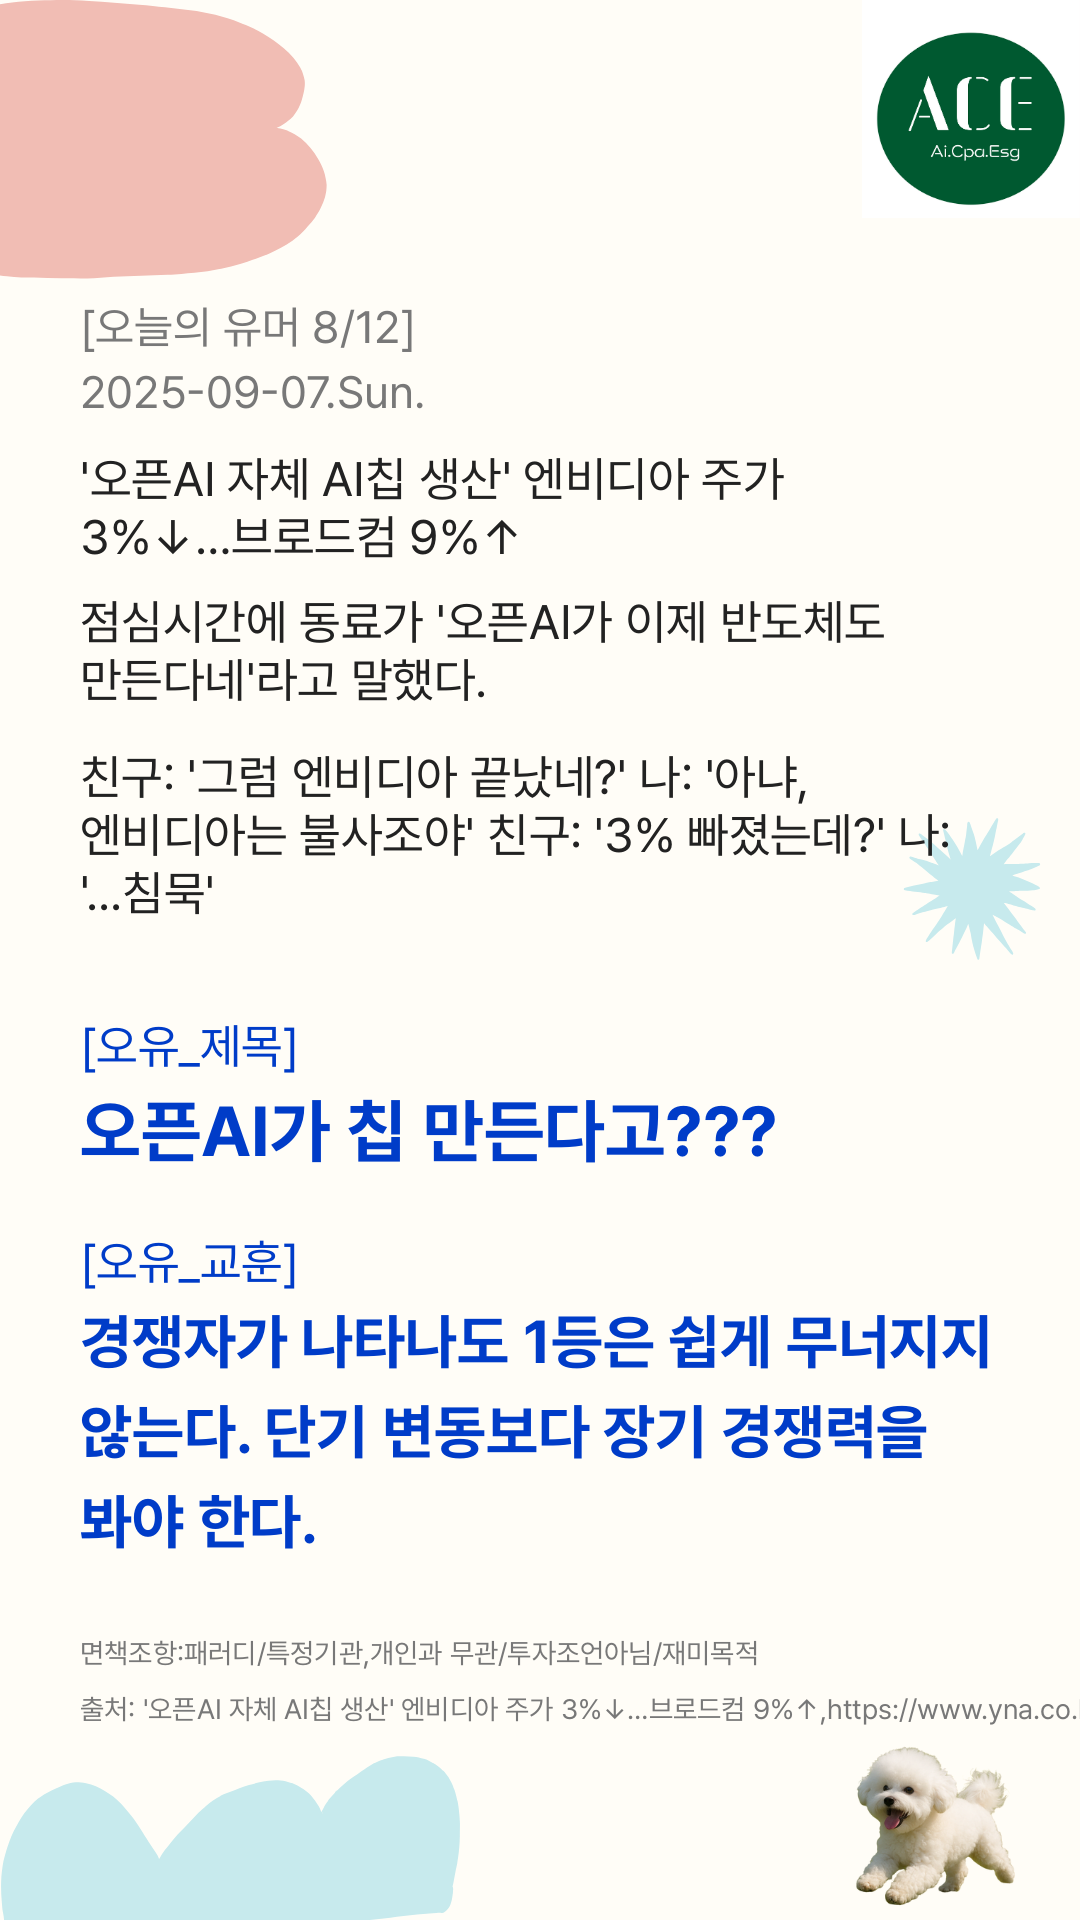 ACE
Ai.Cpa.Esg
[오늘의 유머 8/12]
2025-09-07.Sun.
'오픈AI 자체 AI칩 생산' 엔비디아 주가
3%↓...브로드컴 9%↑
점심시간에 동료가 '오픈AI가 이제 반도체도
만든다네'라고 말했다.
친구: '그럼 엔비디아 끝났네?' 나: '아냐,
엔비디아는 불사조야' 친구: '3% 빠졌는데?' 나:
'...침묵'
[오유_제목]
오픈AI가 칩 만든다고???
[오유_교훈]
경쟁자가 나타나도 1등은 쉽게 무너지지
않는다. 단기 변동보다 장기 경쟁력을
봐야 한다.
면책조항:패러디/특정기관,개인과 무관/투자조언아님/재미목적
출처: '오픈AI 자체 AI칩 생산' 엔비디아 주가 3%↓...브로드컴 9%↑,https://www.yna.co.